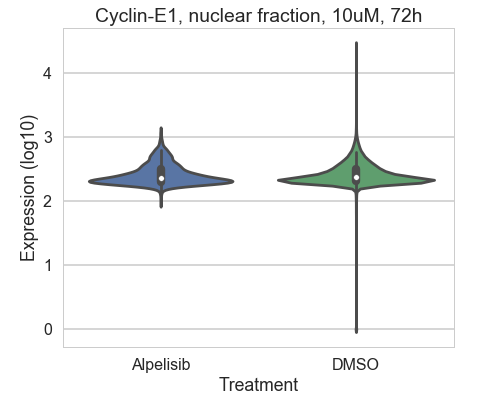 Cyclin-E1, nuclear fraction, 10uM, 72h
Expression (log10)
4
3
2
1
0
Alpelisib DMSO
Treatment